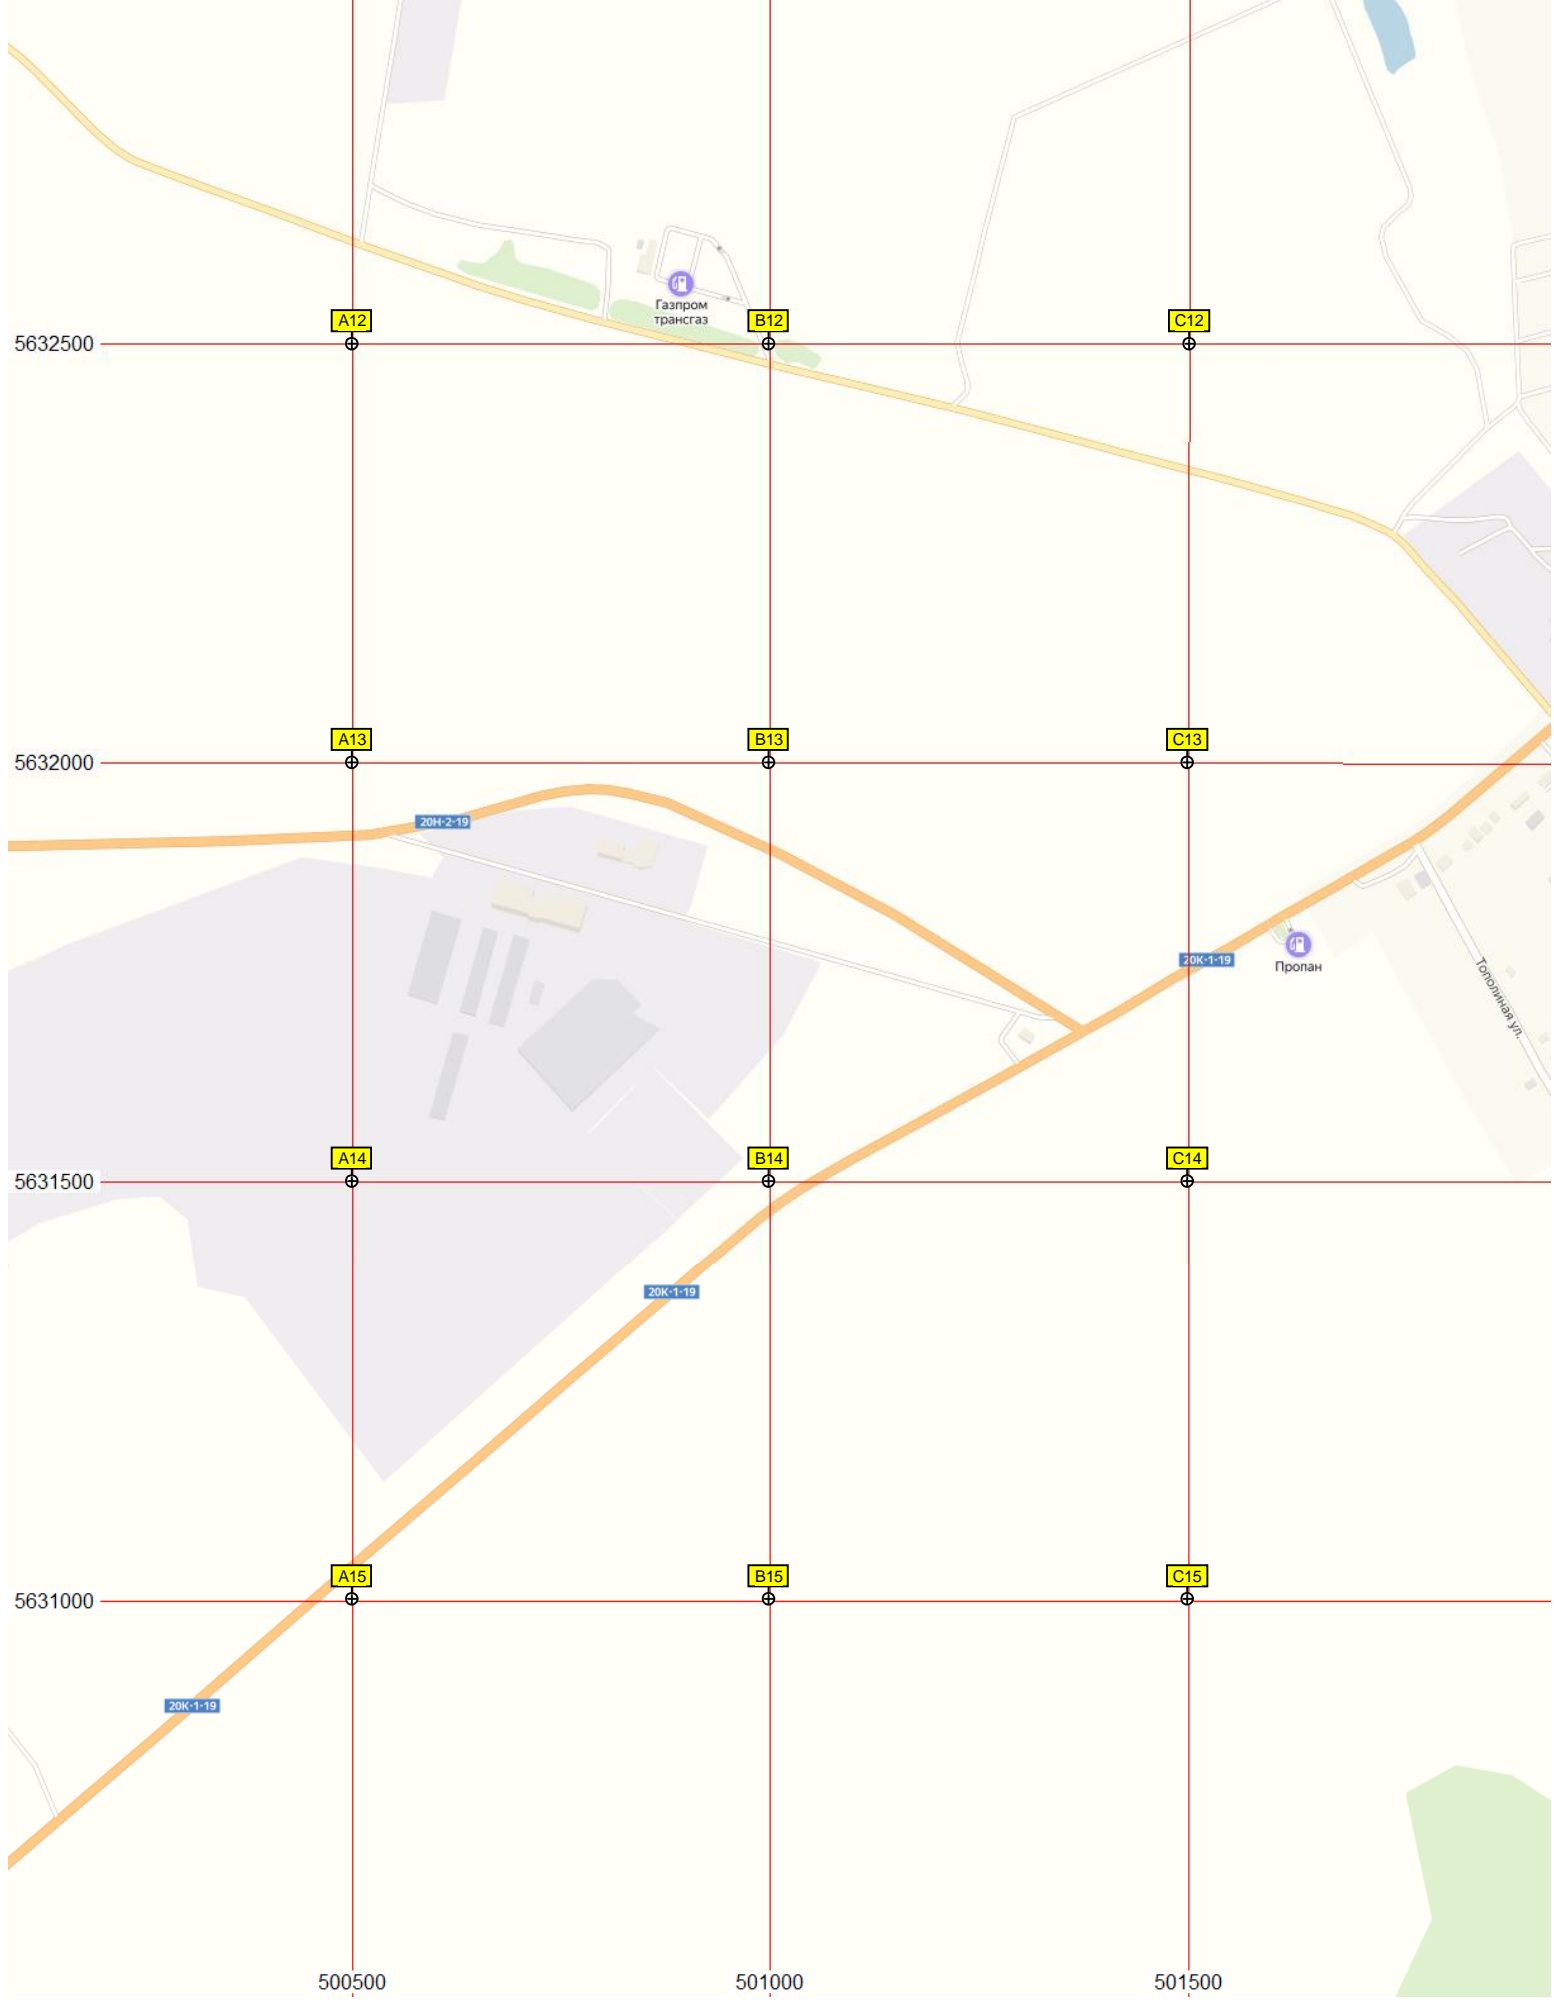 Газпром
трансгаз
A12
B12
C12
5632500
A13
B13
C13
5632000
20Н-2-19
20К-1-19
Пропан
Тополиная ул.
A14
B14
C14
5631500
20К-1-19
A15
B15
C15
5631000
20К-1-19
500500
501000
501500